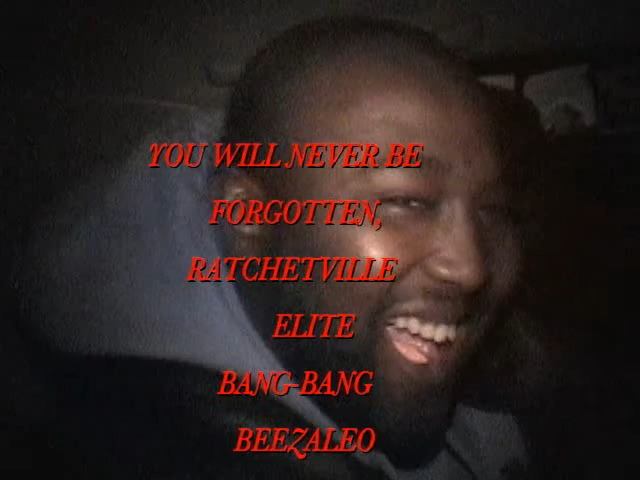 YOU WILL NEVER BE
FORGOTTEN,
RATCHETVILLE
ELITE
BANG-BANG
BEEZALEO